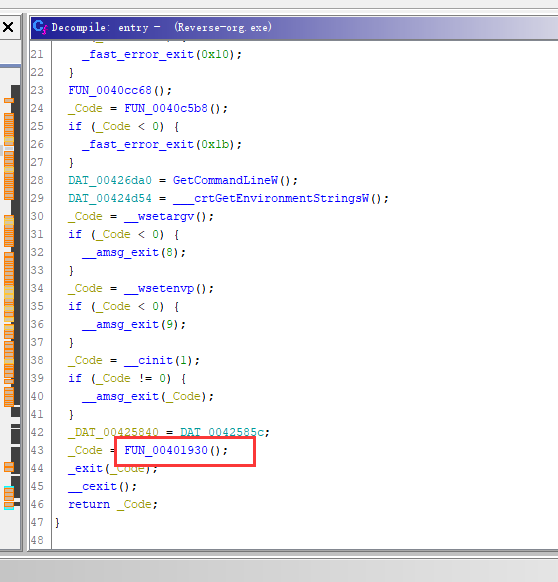 Decompile: entry - (Reverse-org.exe)
21 _fast_error_exit(0x10);
22 }
23 FUN_0040cc68();
24 _Code = FUN_0040c5b8();
25 if (_Code < 0) {
26 _fast_error_exit(0x1b);
27 }
28 DAT_00426da0 = GetCommandLineW();
29 DAT_00424d54 = ___crtGetEnvironmentStringsW();
30 _Code = __wsetargv();
31 if (_Code < 0) {
32 __amsg_exit(8);
33 }
34 _Code = __wsetenvp();
35 if (_Code < 0) {
36 __amsg_exit(9);
37 }
38 _Code = __cinit(1);
39 if (_Code != 0) {
40 __amsg_exit(_Code);
41 }
42 _DAT_00425840 = DAT_0042585c;
43 _Code = FUN_00401930();
44 _exit(_Code);
45 __cexit();
46 return _Code;
47 }
48